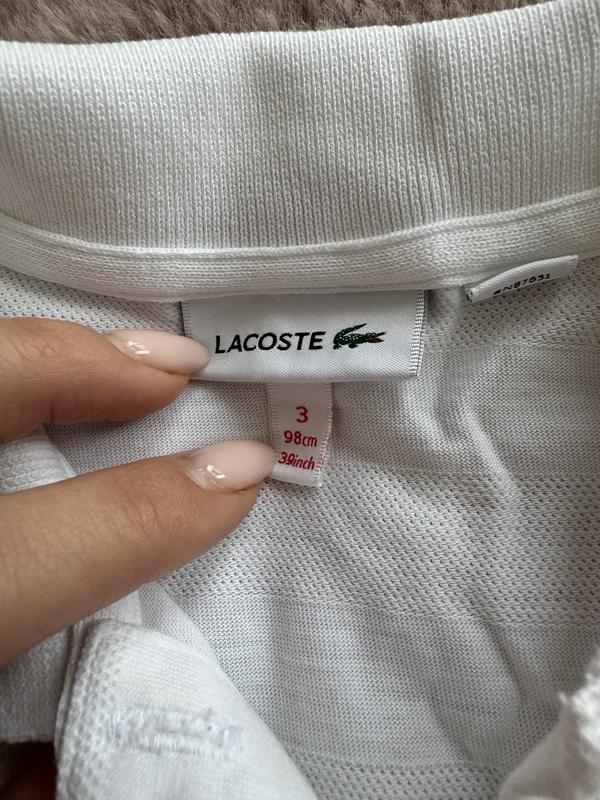 LACOSTE
3
98cm
39inch